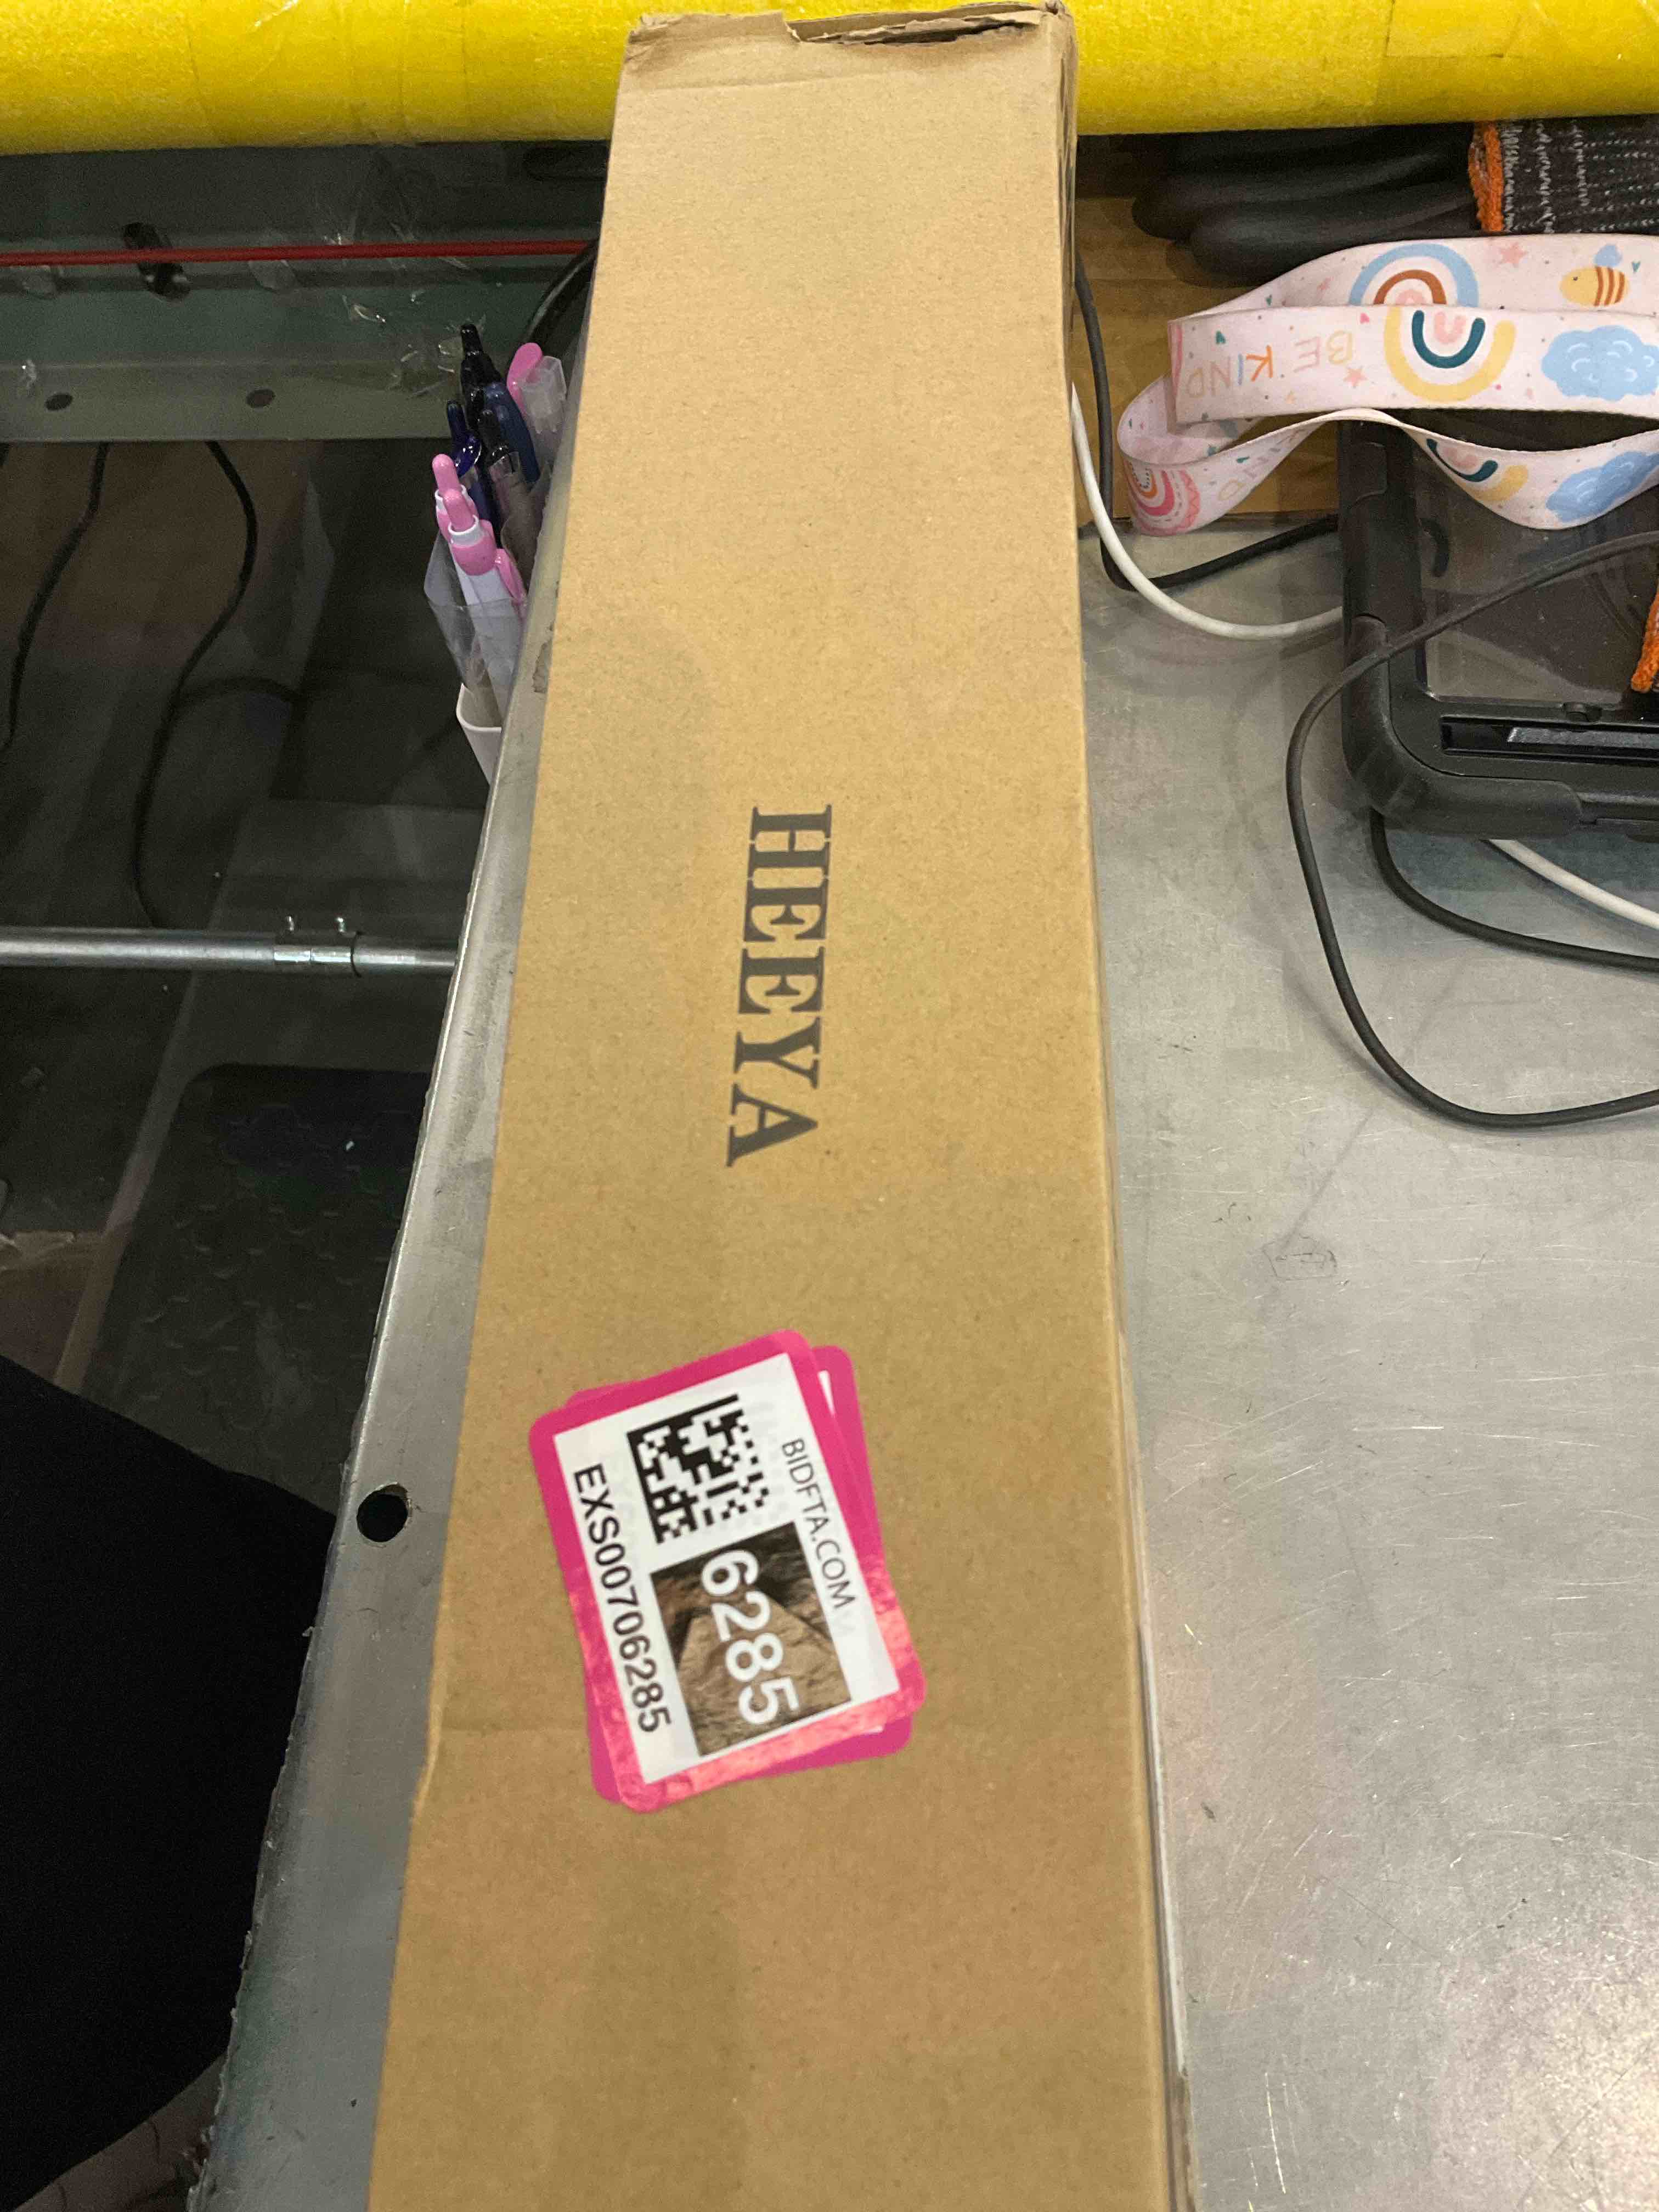 BE KIND
HEEYA
BIDFTA.COM
6285
EXS00706285